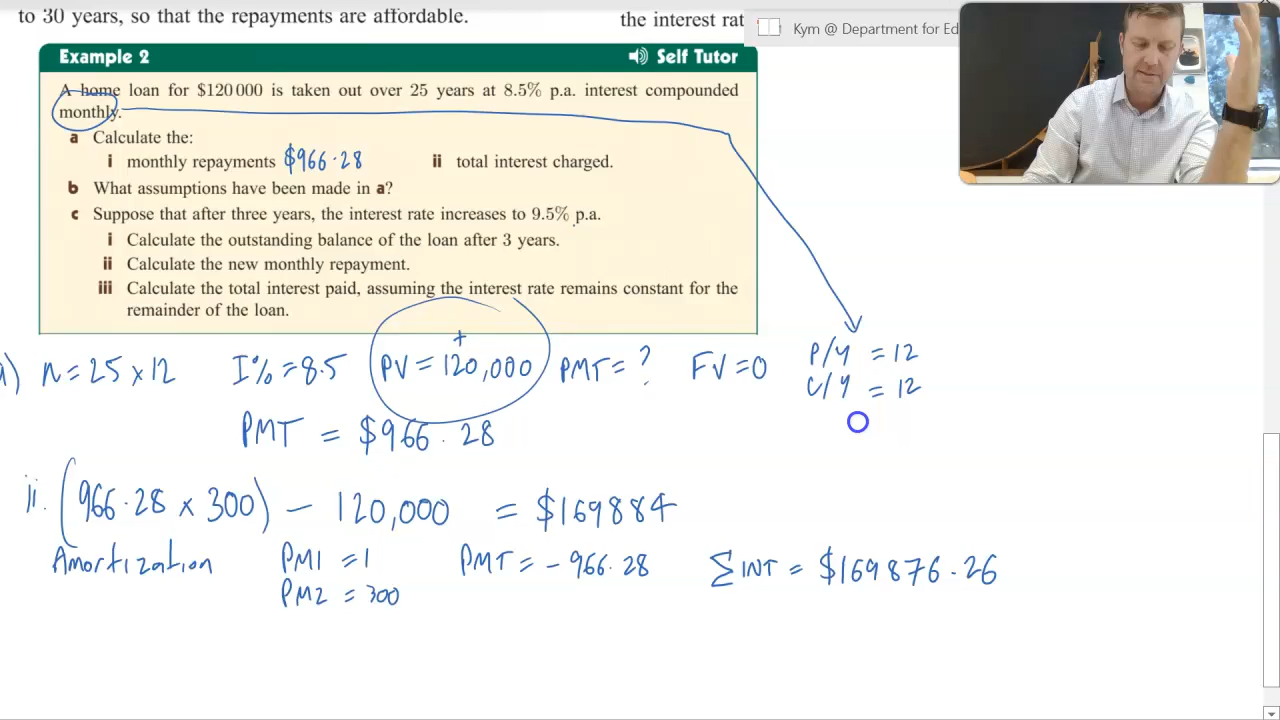 to 30 years, so that the repayments are affordable.
the interest rat
Kym @ Department for Ed
Example 2
Self Tutor
A home loan for $120 000 is taken out over 25 years at 8.5% p.a. interest compounded
monthly.
a Calculate the:
i monthly repayments $966.28 ii total interest charged.
b What assumptions have been made in a?
c Suppose that after three years, the interest rate increases to 9.5% p.a.
i Calculate the outstanding balance of the loan after 3 years.
ii Calculate the new monthly repayment.
iii Calculate the total interest paid, assuming the interest rate remains constant for the
remainder of the loan.
+
) n = 25 × 12 I% = 8.5 PV = 120,000 PMT = ? FV = 0 P/Y = 12
C/Y = 12
PMT = $966.28
ii. (966.28 × 300) – 120,000 = $169884
Amortization PM1 = 1 PMT = -966.28 ΣINT = $169876.26
PM2 = 300